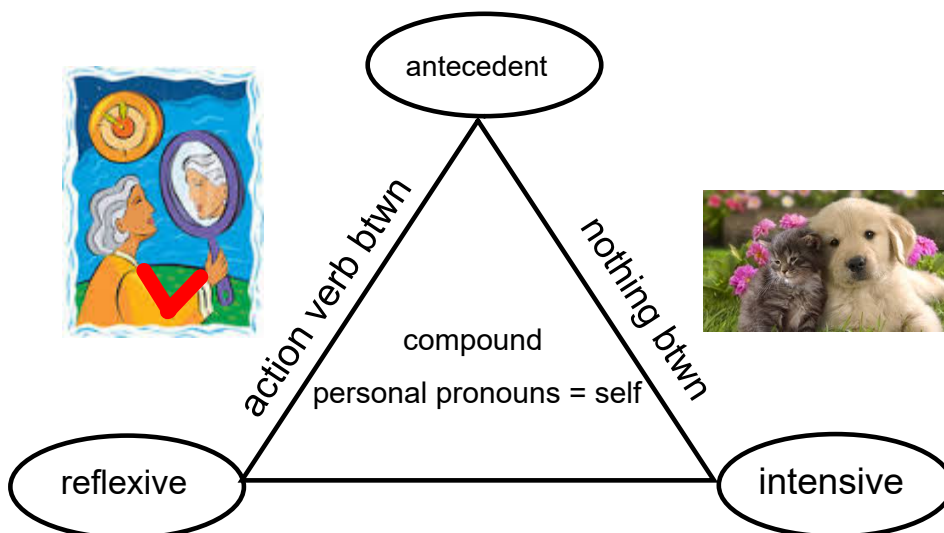 antecedent
action verb btwn
nothing btwn
compound
personal pronouns = self
reflexive
intensive